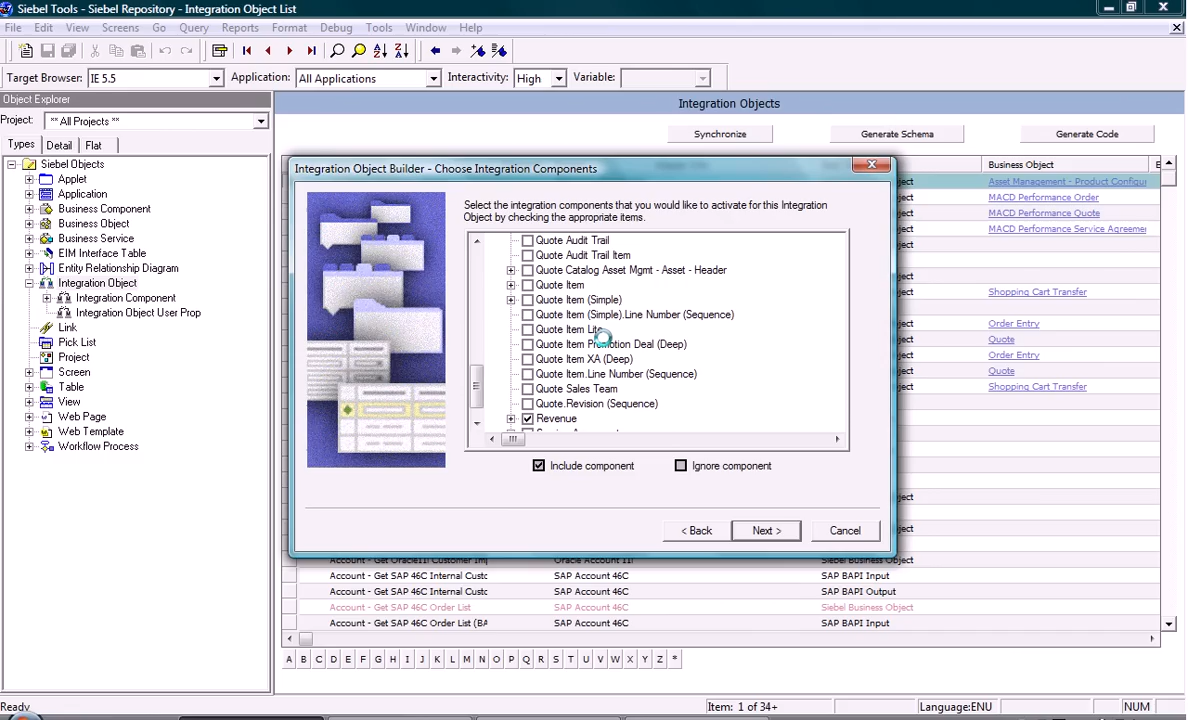 Siebel Tools - Siebel Repository - Integration Object List
File Edit View Screens Go Query Reports Format Debug Tools Window Help
Target Browser: IE 5.5 Application: All Applications Interactivity: High Variable:
Object Explorer
Project: ** All Projects **
Types Detail Flat
Siebel Objects
Applet
Application
Business Component
Business Object
Business Service
EIM Interface Table
Entity Relationship Diagram
Integration Object
Integration Component
Integration Object User Prop
Link
Pick List
Project
Screen
Table
View
Web Page
Web Template
Workflow Process
Integration Objects
Synchronize Generate Schema Generate Code
Business Object
Asset Management - Product Configu
MACD Performance Order
MACD Performance Quote
MACD Performance Service Agreeme
Shopping Cart Transfer
Order Entry
Quote
Order Entry
Quote
Shopping Cart Transfer
Integration Object Builder - Choose Integration Components
Select the integration components that you would like to activate for this Integration
Object by checking the appropriate items.
Quote Audit Trail
Quote Audit Trail Item
Quote Catalog Asset Mgmt - Asset - Header
Quote Item
Quote Item (Simple)
Quote Item (Simple).Line Number (Sequence)
Quote Item
Quote Item Deal (Deep)
Quote Item XA (Deep)
Quote Item.Line Number (Sequence)
Quote Sales Team
Quote.Revision (Sequence)
Revenue
Include component Ignore component
< Back Next > Cancel
Account - Get SAP 46C Internal Custc SAP Account 46C SAP BAPI Input
Account - Get SAP 46C Internal Custc SAP Account 46C SAP BAPI Output
Account - Get SAP 46C Order List SAP Account 46C Siebel Business Object
Account - Get SAP 46C Order List (BA SAP Account 46C SAP BAPI Input
A B C D E F G H I J K L M N O P Q R S T U V W X Y Z *
Ready Item: 1 of 34+ Language:ENU NUM